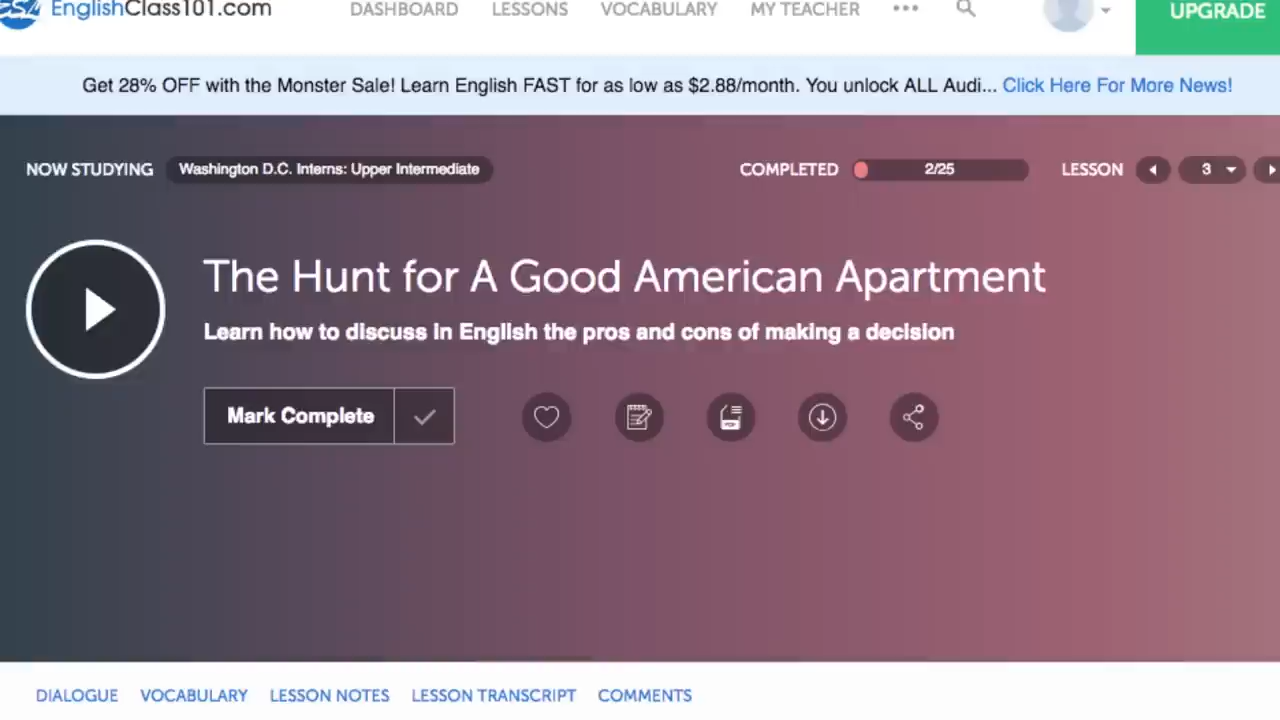 EnglishClass101.com
DASHBOARD LESSONS VOCABULARY MY TEACHER ••• UPGRADE
Get 28% OFF with the Monster Sale! Learn English FAST for as low as $2.88/month. You unlock ALL Audi... Click Here For More News!
NOW STUDYING Washington D.C. Interns: Upper Intermediate COMPLETED 2/25 LESSON 3
The Hunt for A Good American Apartment
Learn how to discuss in English the pros and cons of making a decision
Mark Complete
PDF
DIALOGUE VOCABULARY LESSON NOTES LESSON TRANSCRIPT COMMENTS